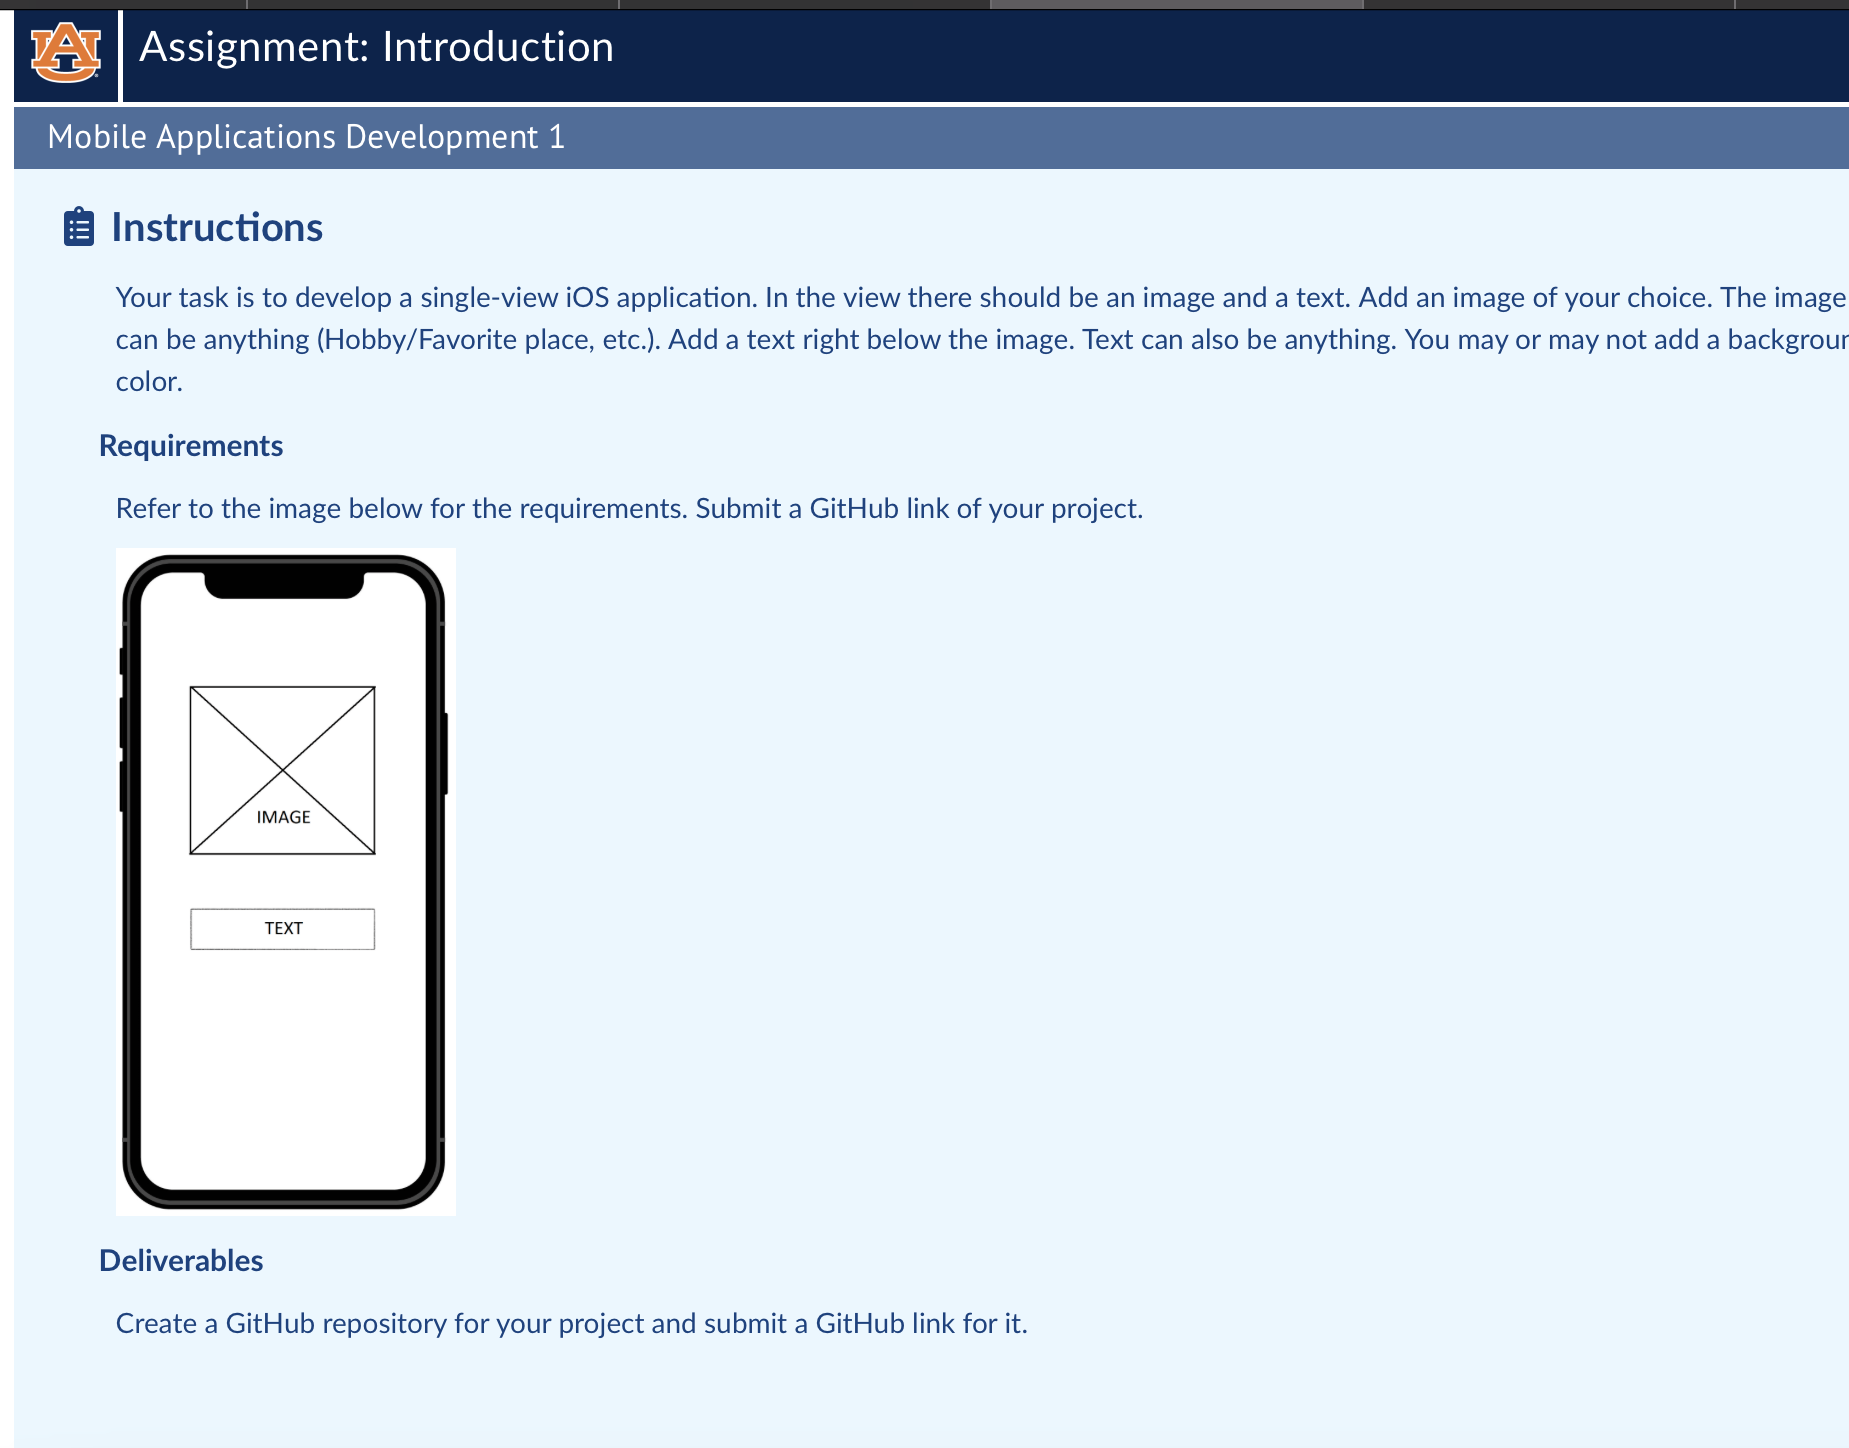 Assignment: Introduction
Mobile Applications Development 1
Instructions
Your task is to develop a single-view iOS application. In the view there should be an image and a text. Add an image of your choice. The image
can be anything (Hobby/Favorite place, etc.). Add a text right below the image. Text can also be anything. You may or may not add a
color.
Requirements
Refer to the image below for the requirements. Submit a GitHub link of your project.
IMAGE
TEXT
Deliverables
Create a GitHub repository for your project and submit a GitHub link for it.